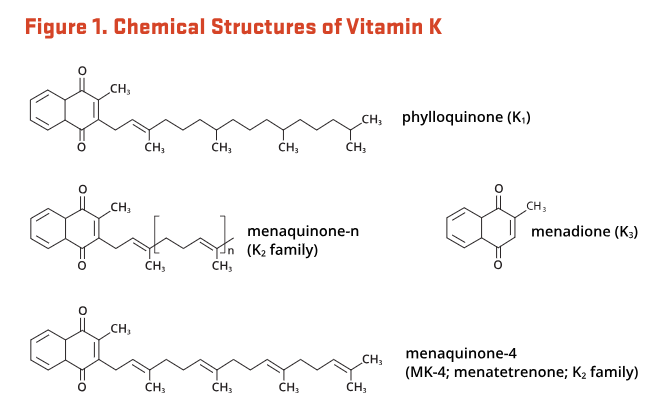 Figure 1. Chemical Structures of Vitamin K
O
CH₃
O
CH₃
CH₃
CH₃
CH₃
CH₃
phylloquinone (K₁)
O
CH₃
O
CH₃
CH₃
n
menaquinone-n
(K₂ family)
O
CH₃
O
menadione (K₃)
O
CH₃
O
CH₃
CH₃
CH₃
CH₃
CH₃
menaquinone-4
(MK-4; menatetrenone; K₂ family)